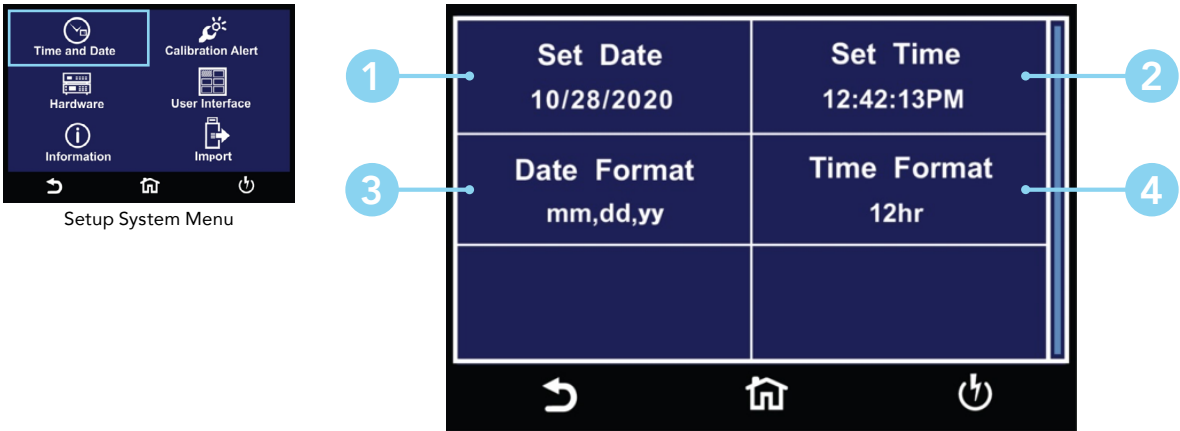 Time and Date
Calibration Alert
Hardware
User Interface
Information
Import
Setup System Menu
1
Set Date
10/28/2020
Set Time
12:42:13PM
2
3
Date Format
mm,dd,yy
Time Format
12hr
4